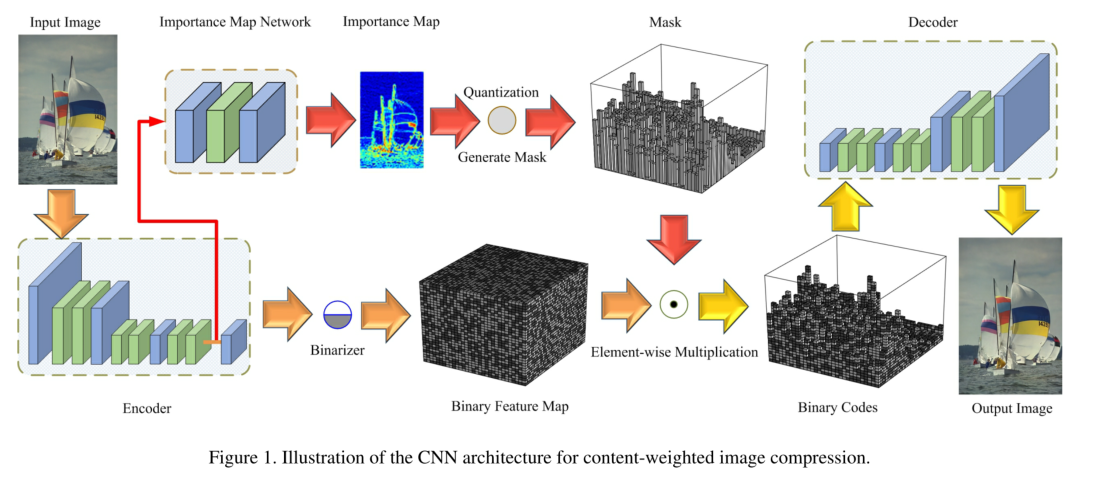 Input Image
Importance Map Network
Importance Map
Mask
Decoder
Quantization
Generate Mask
Binarizer
Element-wise Multiplication
Encoder
Binary Feature Map
Binary Codes
Output Image
Figure 1. Illustration of the CNN architecture for content-weighted image compression.